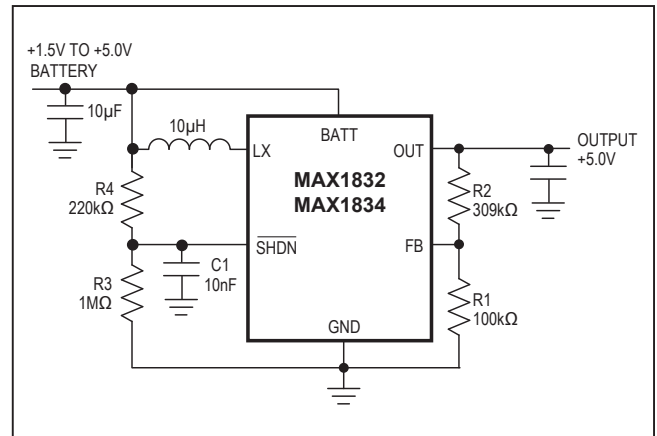 +1.5V TO +5.0V
BATTERY
10µF
10µH
BATT
LX
OUT
OUTPUT
+5.0V
MAX1832
MAX1834
R4
220kΩ
R2
309kΩ
SHDN
FB
C1
10nF
R3
1MΩ
R1
100kΩ
GND